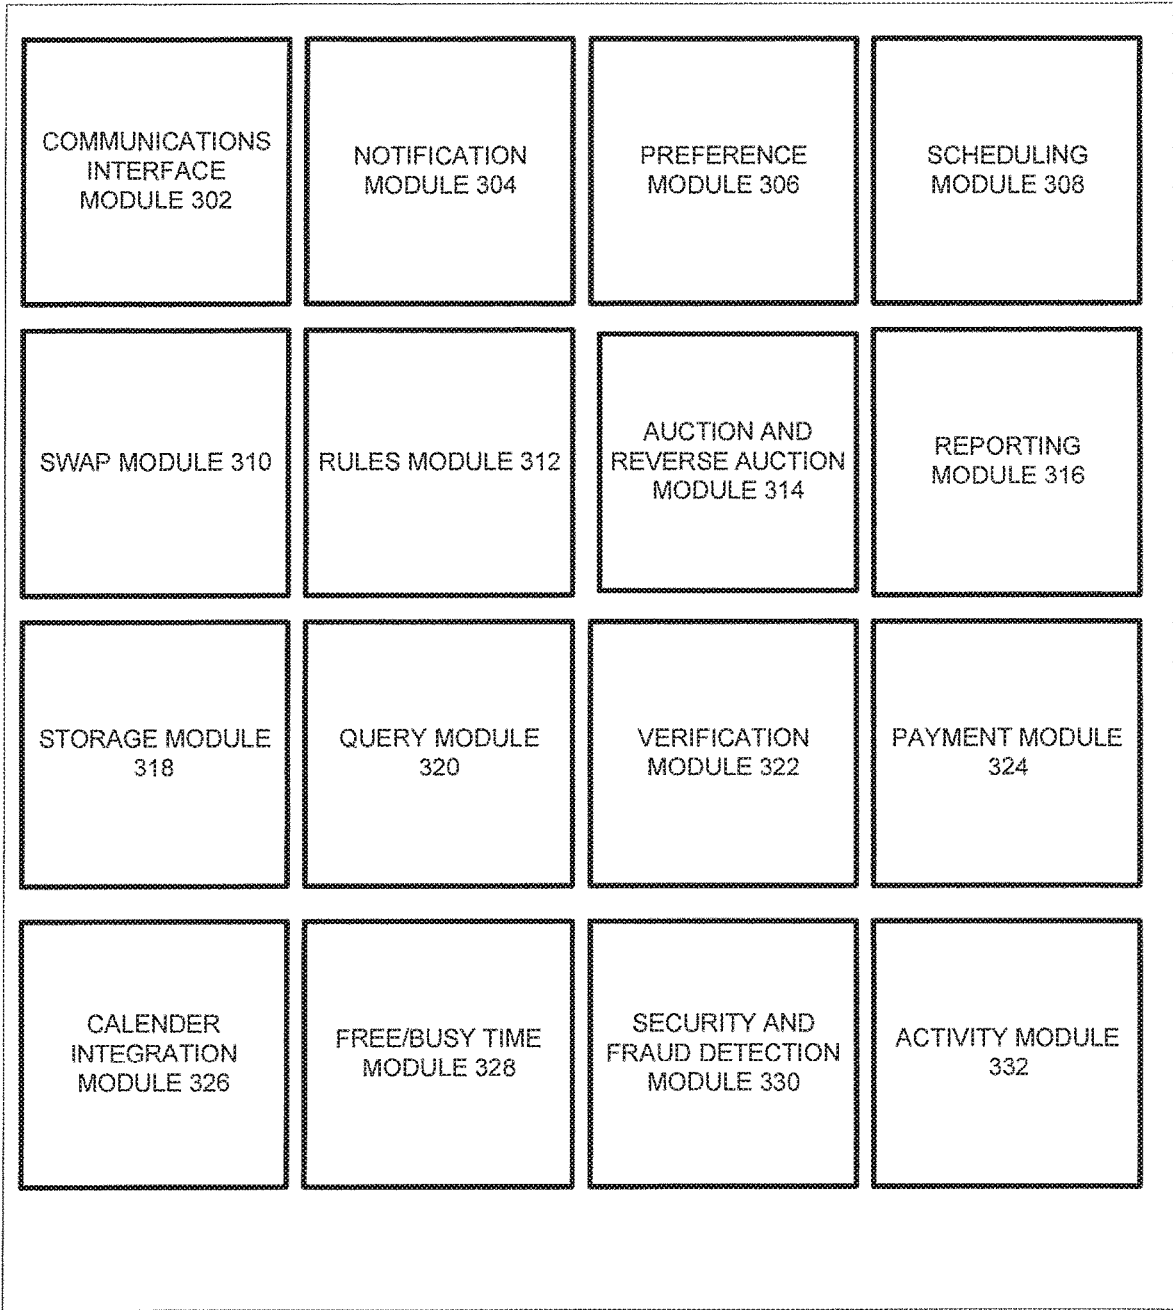 COMMUNICATIONS
INTERFACE
MODULE 302
NOTIFICATION
MODULE 304
PREFERENCE
MODULE 306
SCHEDULING
MODULE 308
SWAP MODULE 310
RULES MODULE 312
AUCTION AND
REVERSE AUCTION
MODULE 314
REPORTING
MODULE 316
STORAGE MODULE
318
QUERY MODULE
320
VERIFICATION
MODULE 322
PAYMENT MODULE
324
CALENDER
INTEGRATION
MODULE 326
FREE/BUSY TIME
MODULE 328
SECURITY AND
FRAUD DETECTION
MODULE 330
ACTIVITY MODULE
332